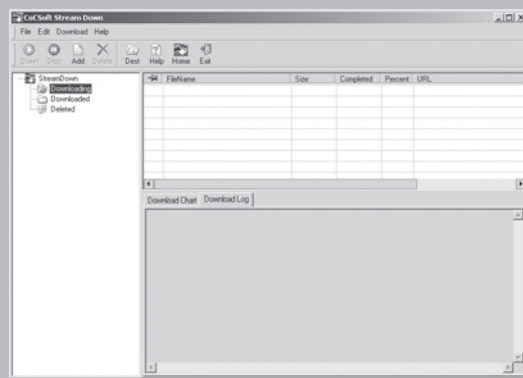 CoCSoft Stream Down
File Edit Download Help
Down Stop Add Delete Dest Help Home Exit
StreamDown
Downloading
Downloaded
Deleted
FileName Size Completed Percent URL
Download Chart Download Log